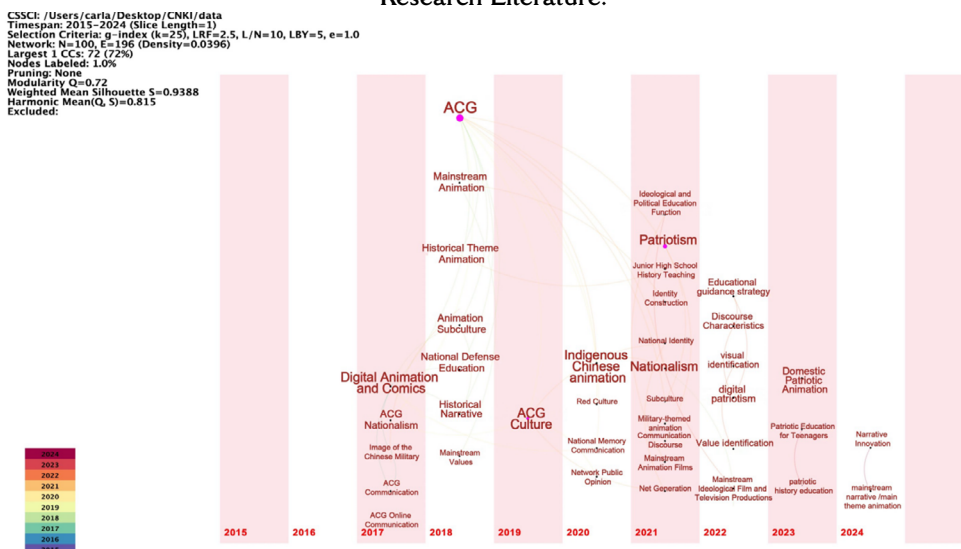 Research Literature.
CSSCI: /Users/carla/Desktop/CNKI/data
Timespan: 2015-2024 (Slice Length=1)
Selection Criteria: g-index (k=25), LRF=2.5, L/N=10, LBY=5, e=1.0
Network: N=100, E=196 (Density=0.0396)
Largest 1 CCs: 72 (72%)
Nodes Labeled: 1.0%
Pruning: None
Modularity Q=0.72
Weighted Mean Silhouette S=0.9388
Harmonic Mean(Q, S)=0.815
Excluded:
Digital Animation
and Comics
ACG
Nationalism
Image of the
Chinese Military
ACG
Communication
ACG Online
Communication
ACG
Mainstream
Animation
Historical Theme
Animation
Animation
Subculture
National Defense
Education
Historical
Narrative
Mainstream
Values
ACG
Culture
Indigenous
Chinese
animation
Red Culture
National Memory
Communication
Network Public
Opinion
Ideological and
Political Education
Function
Patriotism
Junior High School
History Teaching
Identity
Construction
National Identity
Nationalism
Subculture
Military-themed
animation
Communication
Discourse
Mainstream
Animation Films
Net Generation
Educational
guidance strategy
Discourse
Characteristics
visual
identification
digital
patriotism
Value identification
Mainstream
Ideological Film and
Television Productions
Domestic
Patriotic
Animation
Patriotic Education
for Teenagers
patriotic
history education
Narrative
Innovation
mainstream
narrative /main
theme animation
2015 2016 2017 2018 2019 2020 2021 2022 2023 2024
2024
2023
2022
2021
2020
2019
2018
2017
2016